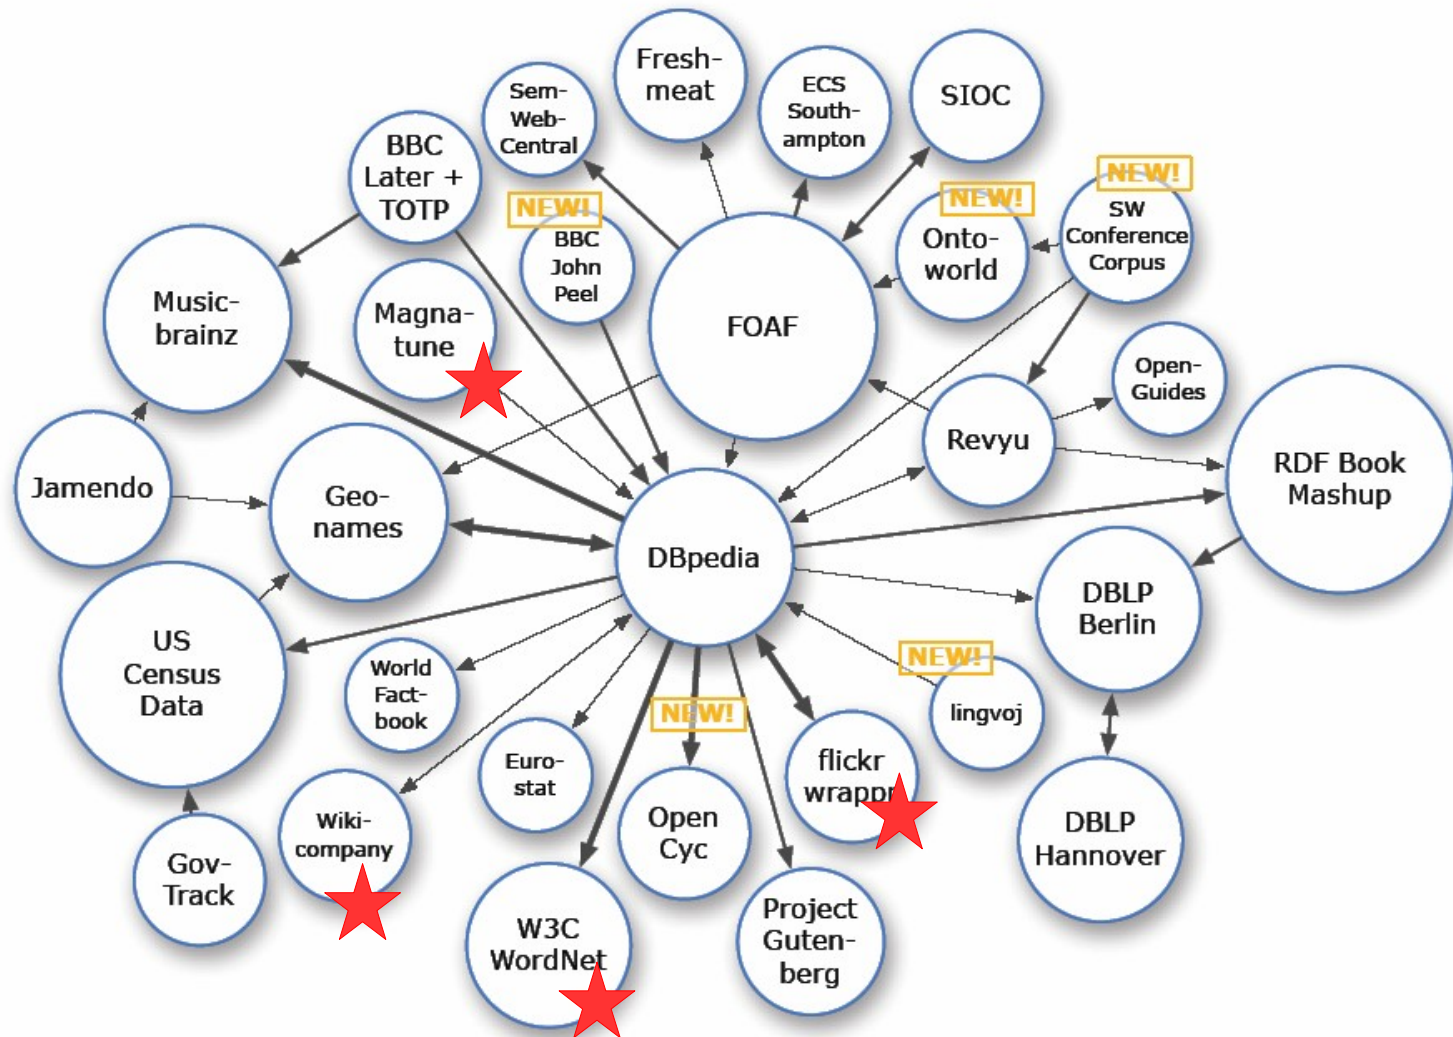 Fresh-
meat
ECS
South-
ampton
SIOC
Sem-
Web-
Central
BBC
Later +
TOTP
NEW!
BBC
John
Peel
NEW!
Onto-
world
NEW!
SW
Conference
Corpus
Music-
brainz
Magna-
tune
FOAF
Open-
Guides
Revyu
RDF Book
Mashup
Jamendo
Geo-
names
DBpedia
DBLP
Berlin
US
Census
Data
World
Fact-
book
NEW!
lingvoj
NEW!
Euro-
stat
flickr
wrappr
Open
Cyc
Wiki-
company
Gov-
Track
DBLP
Hannover
W3C
WordNet
Project
Guten-
berg